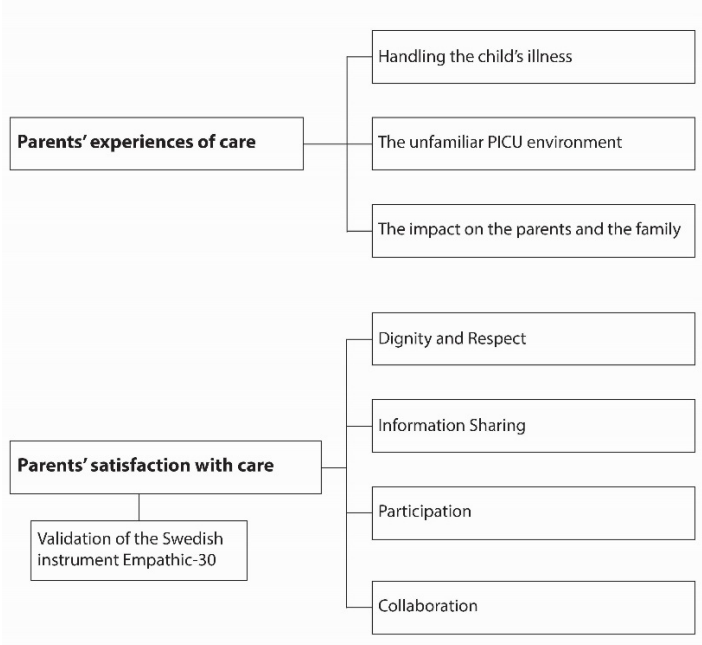 Parents’ experiences of care
Handling the child’s illness
The unfamiliar PICU environment
The impact on the parents and the family
Parents’ satisfaction with care
Validation of the Swedish
instrument Empathic-30
Dignity and Respect
Information Sharing
Participation
Collaboration